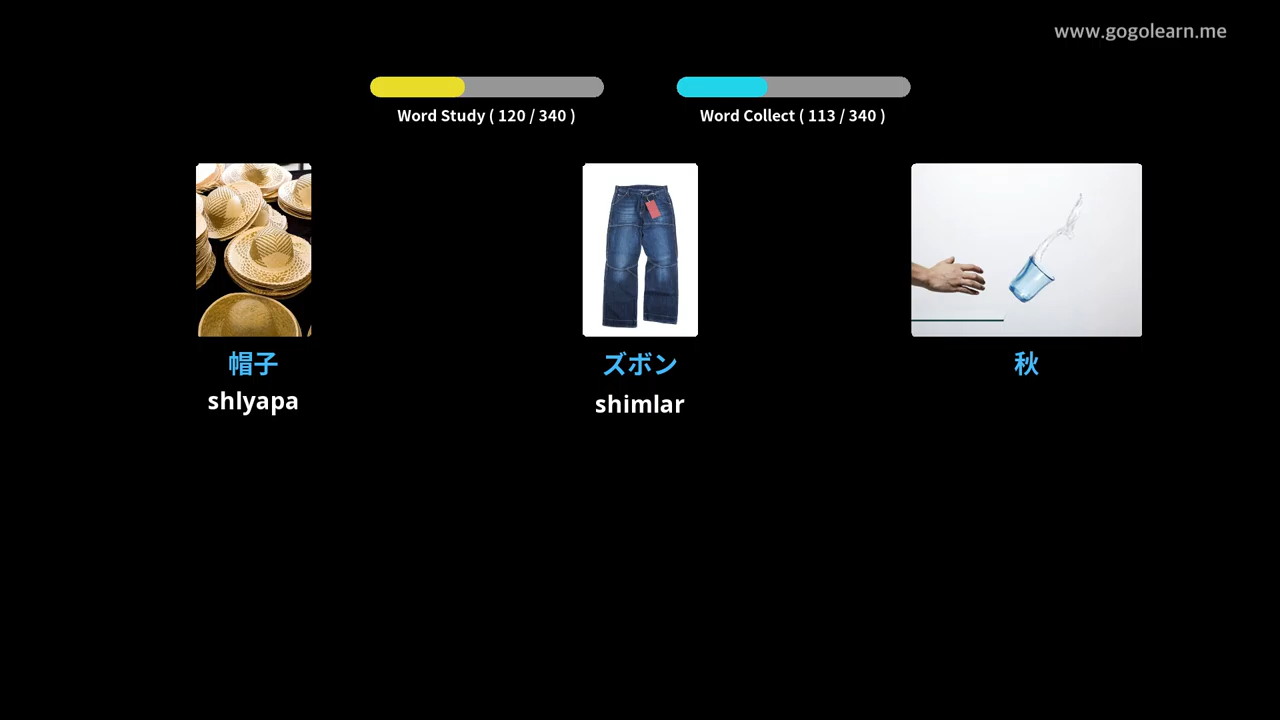 www.gogolearn.me
Word Study ( 120 / 340 )
Word Collect ( 113 / 340 )
帽子
shlyapa
ズボン
shimlar
秋